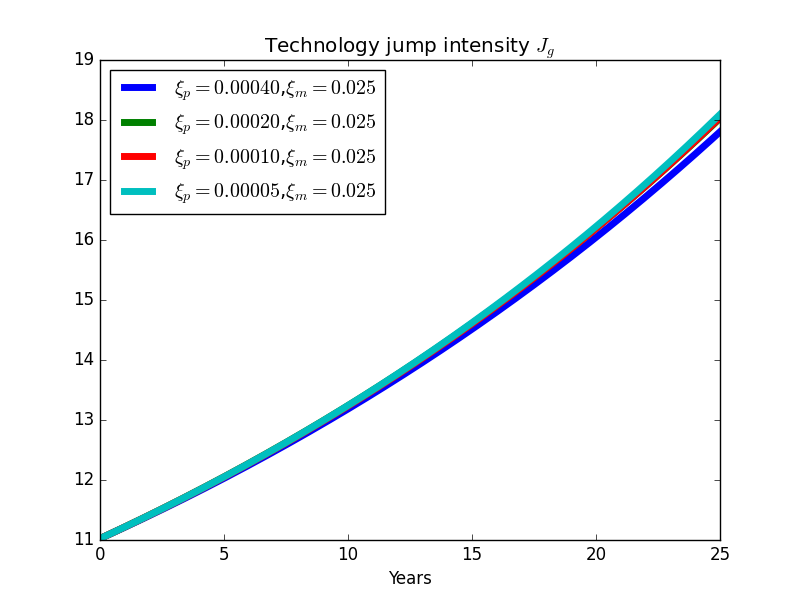 Technology jump intensity J_g
19
18
17
16
15
14
13
12
11
ξ_p = 0.00040,ξ_m = 0.025
ξ_p = 0.00020,ξ_m = 0.025
ξ_p = 0.00010,ξ_m = 0.025
ξ_p = 0.00005,ξ_m = 0.025
0 5 10 15 20 25
Years